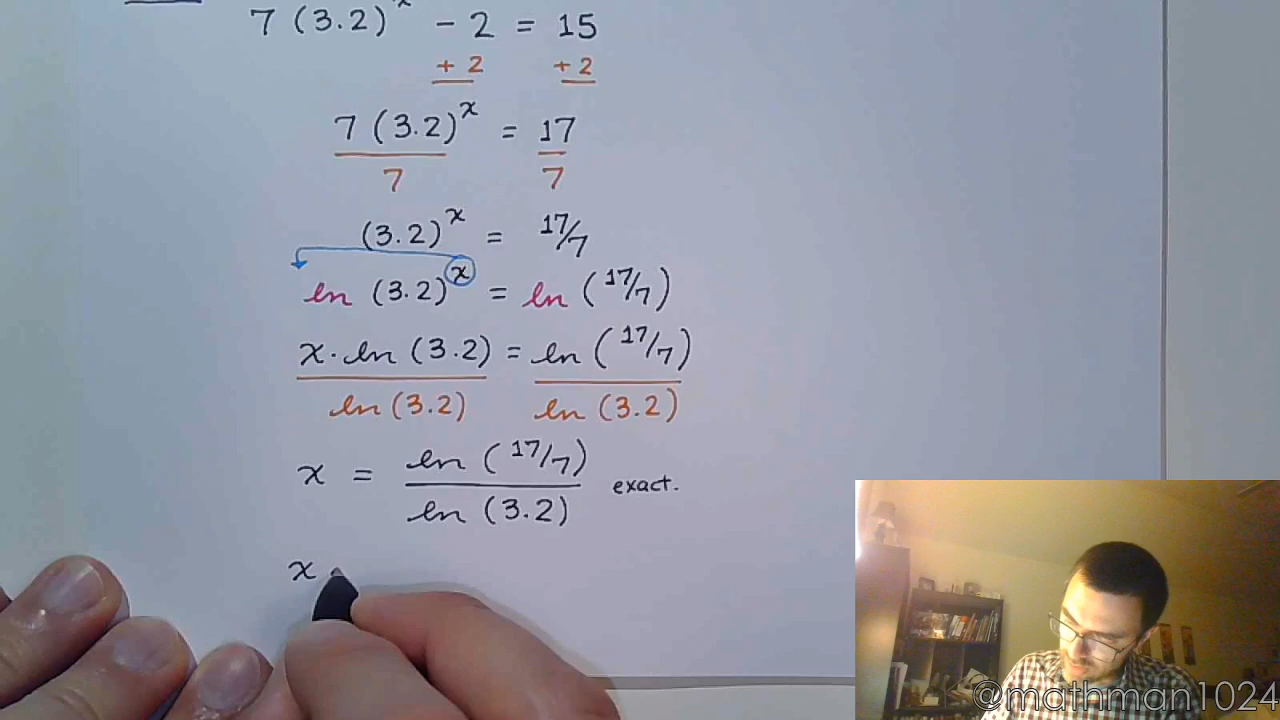 7 (3.2)^x - 2 = 15
+ 2 + 2
7 (3.2)^x = 17
7 7
(3.2)^x = 17/7
ln (3.2)^x = ln (17/7)
x · ln (3.2) = ln (17/7)
ln (3.2) ln (3.2)
x = ln (17/7) exact.
ln (3.2)
x
@mathman1024